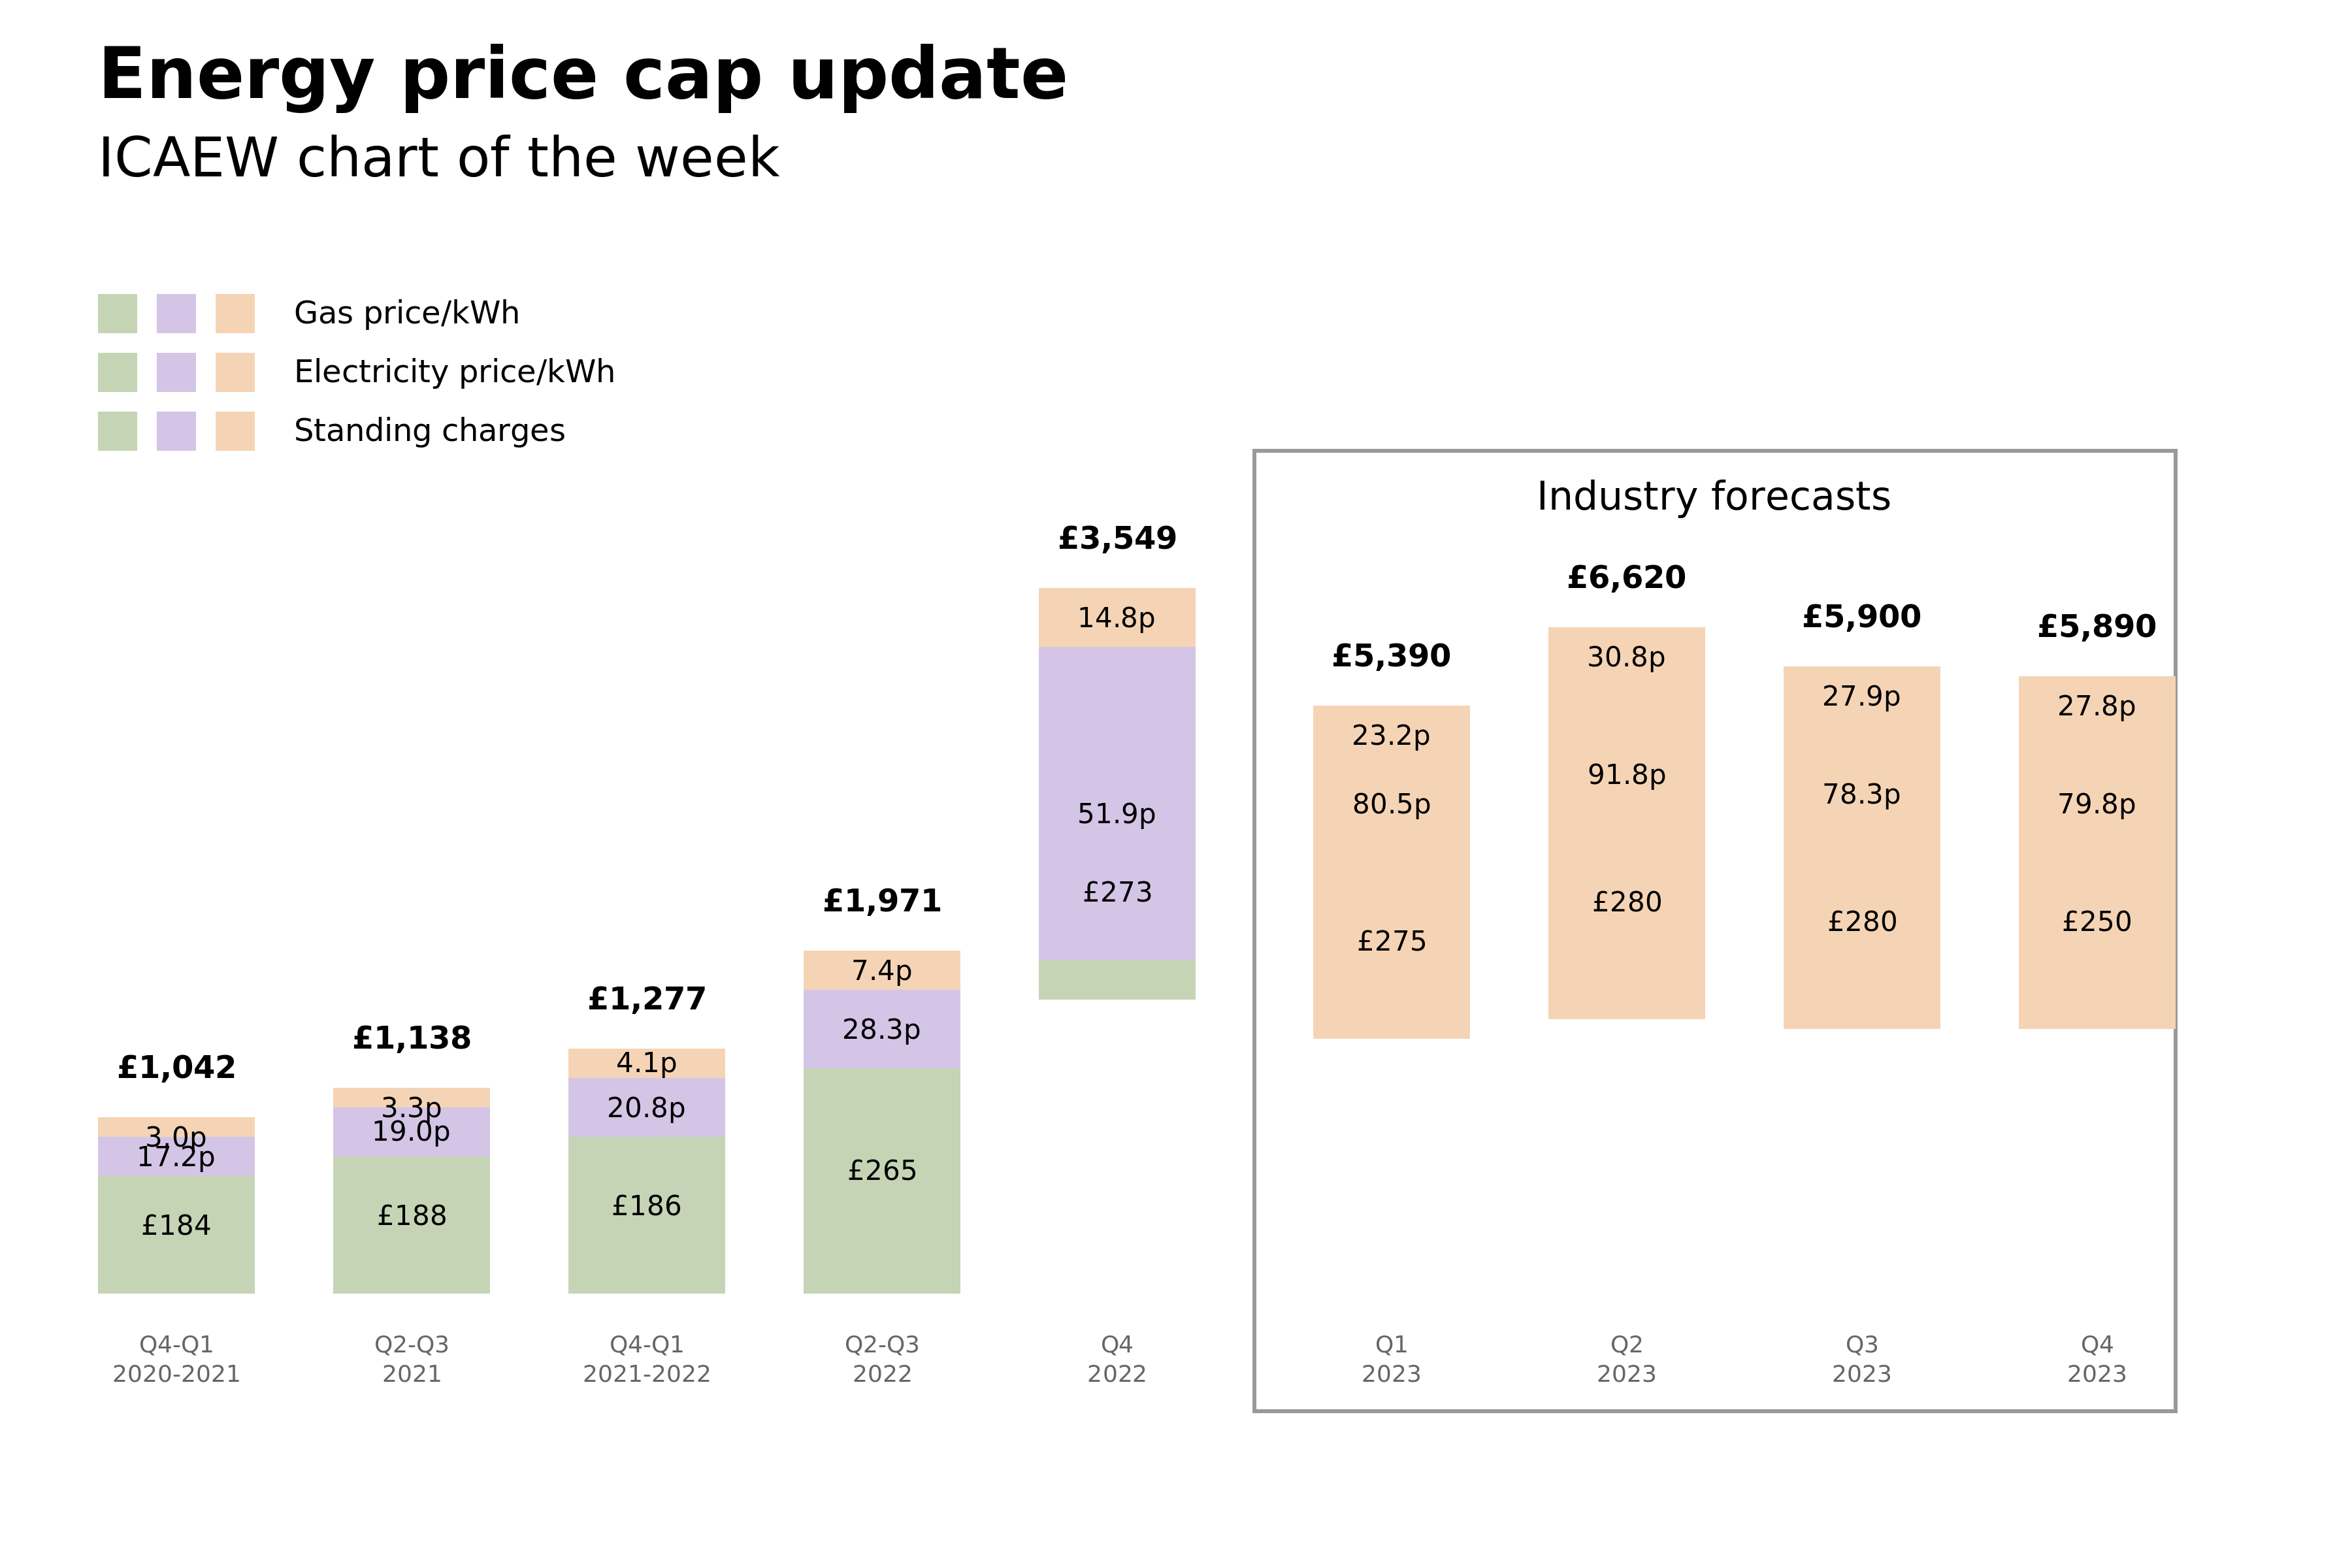 Energy price cap update
ICAEW chart of the week
Gas price/kWh
Electricity price/kWh
Standing charges
Industry forecasts
£1,042
3.0p
17.2p
£184
Q4-Q1
2020-2021
£1,138
3.3p
19.0p
£188
Q2-Q3
2021
£1,277
4.1p
20.8p
£186
Q4-Q1
2021-2022
£1,971
7.4p
28.3p
£265
Q2-Q3
2022
£3,549
14.8p
51.9p
£273
Q4
2022
£5,390
23.2p
80.5p
£275
Q1
2023
£6,620
30.8p
91.8p
£280
Q2
2023
£5,900
27.9p
78.3p
£280
Q3
2023
£5,890
27.8p
79.8p
£250
Q4
2023